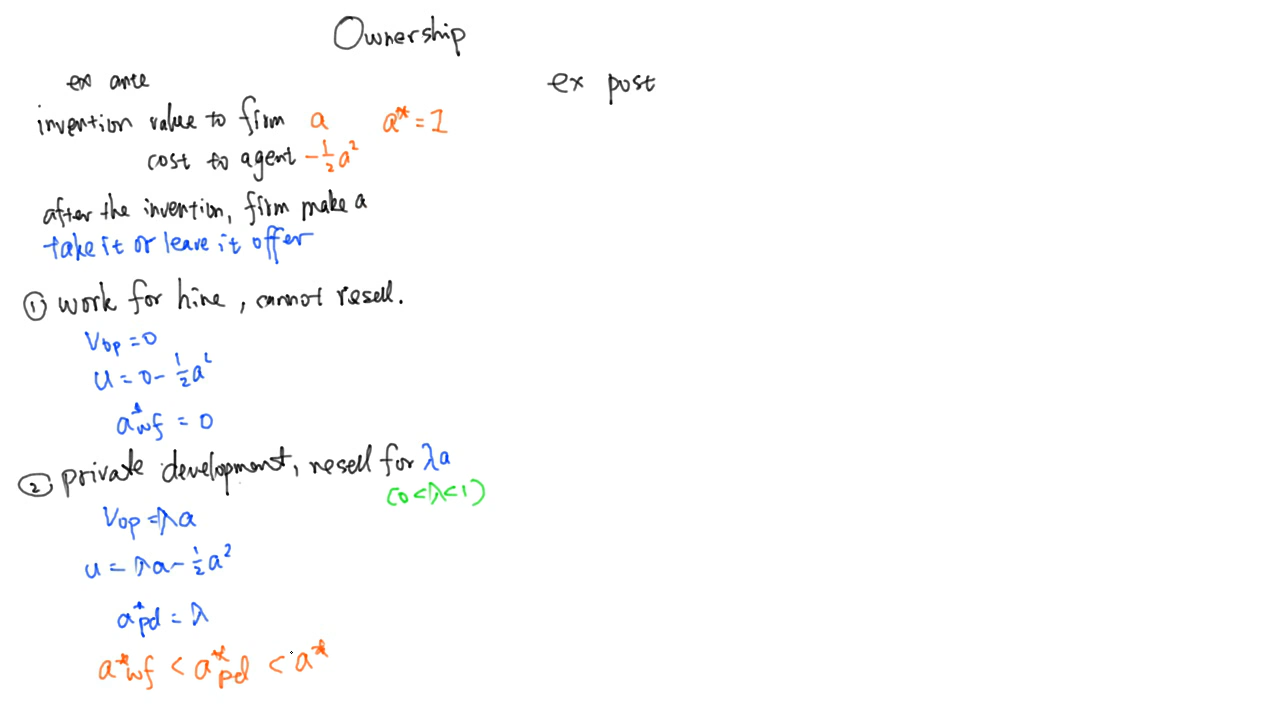 Ownership
ex ante
ex post
invention value to firm a a* = 1
cost to agent -½a²
after the invention, firm make a
take it or leave it offer
① work for hire, cannot resell.
Vop = 0
u = 0 - ½a²
a*wf = 0
② private development, resell for λa
(0<λ<1)
Vop = λa
u = λa - ½a²
a*pd = λ
a*wf < a*pd < a*